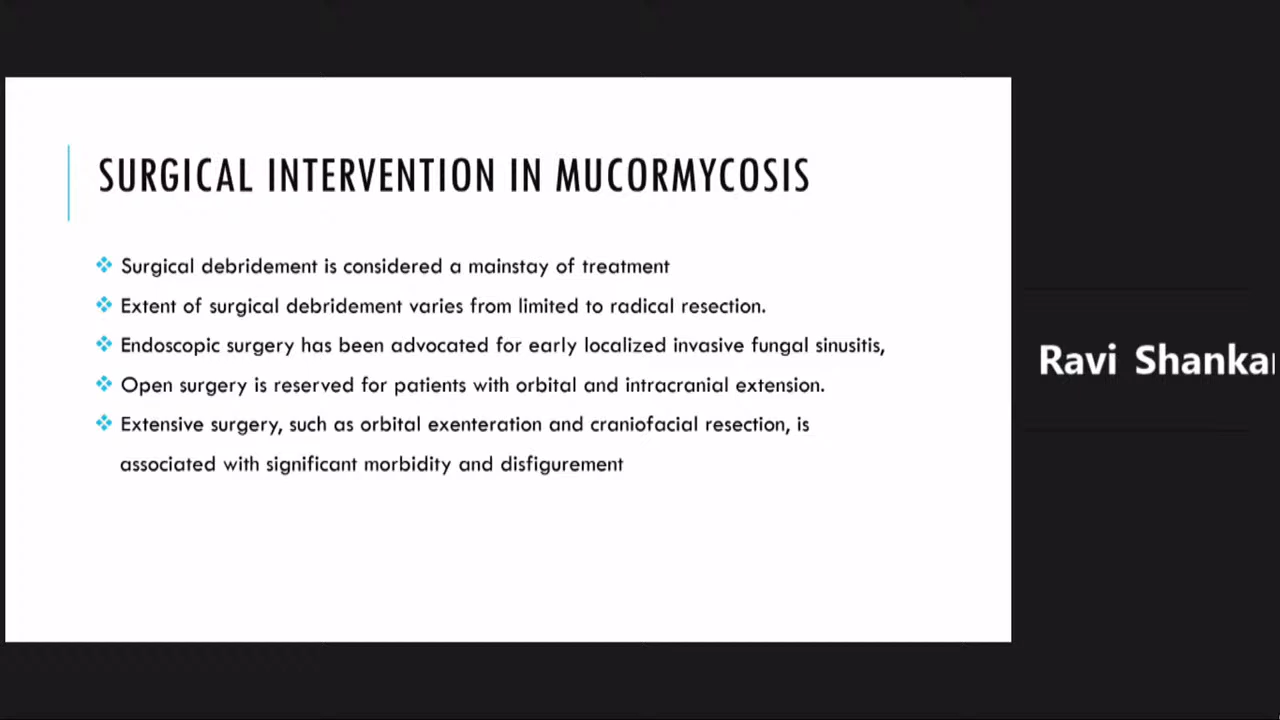 SURGICAL INTERVENTION IN MUCORMYCOSIS
❖ Surgical debridement is considered a mainstay of treatment
❖ Extent of surgical debridement varies from limited to radical resection.
❖ Endoscopic surgery has been advocated for early localized invasive fungal sinusitis,
❖ Open surgery is reserved for patients with orbital and intracranial extension.
❖ Extensive surgery, such as orbital exenteration and craniofacial resection, is
associated with significant morbidity and disfigurement
Ravi Shankar